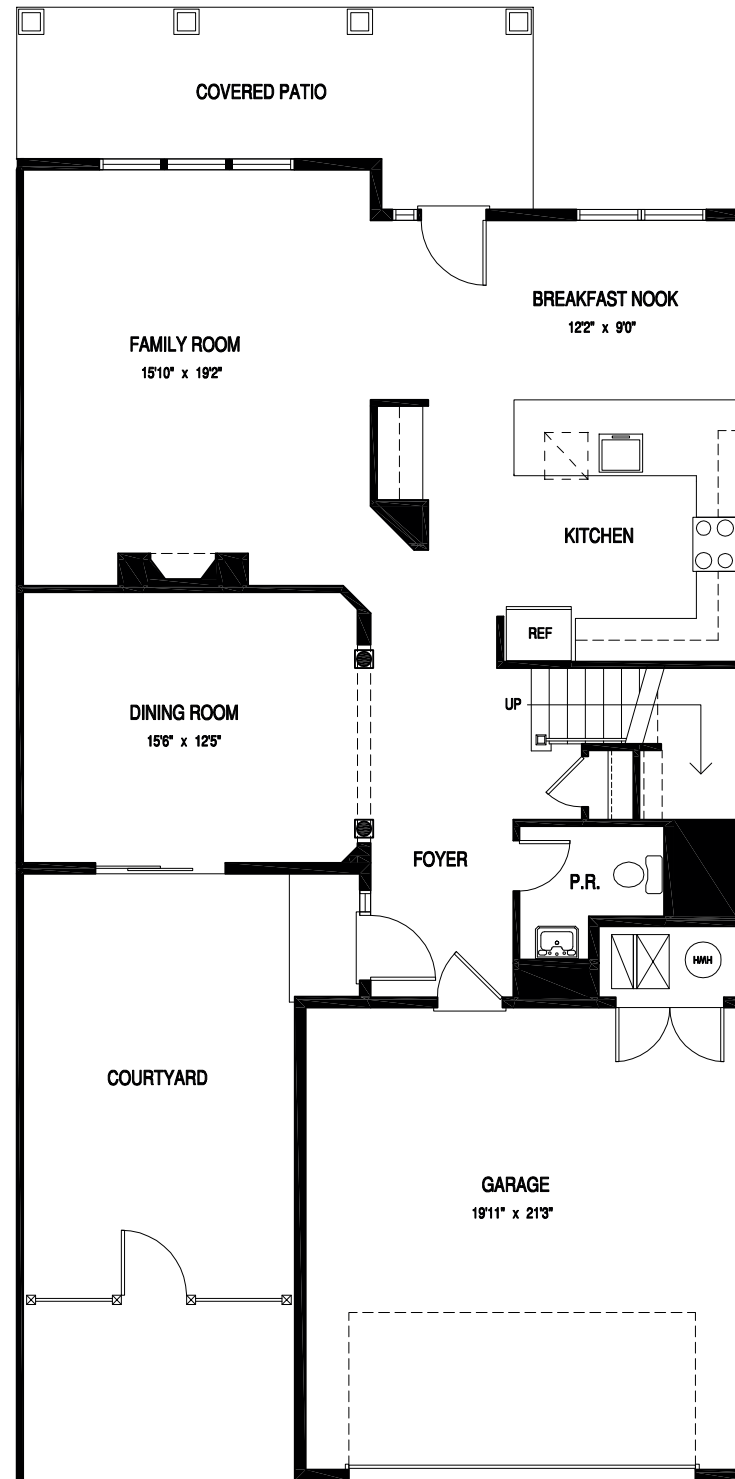 COVERED PATIO
BREAKFAST NOOK
12'2" x 9'0"
FAMILY ROOM
15'10" x 19'2"
KITCHEN
REF
UP
DINING ROOM
15'6" x 12'5"
FOYER
P.R.
HWH
COURTYARD
GARAGE
19'11" x 21'3"